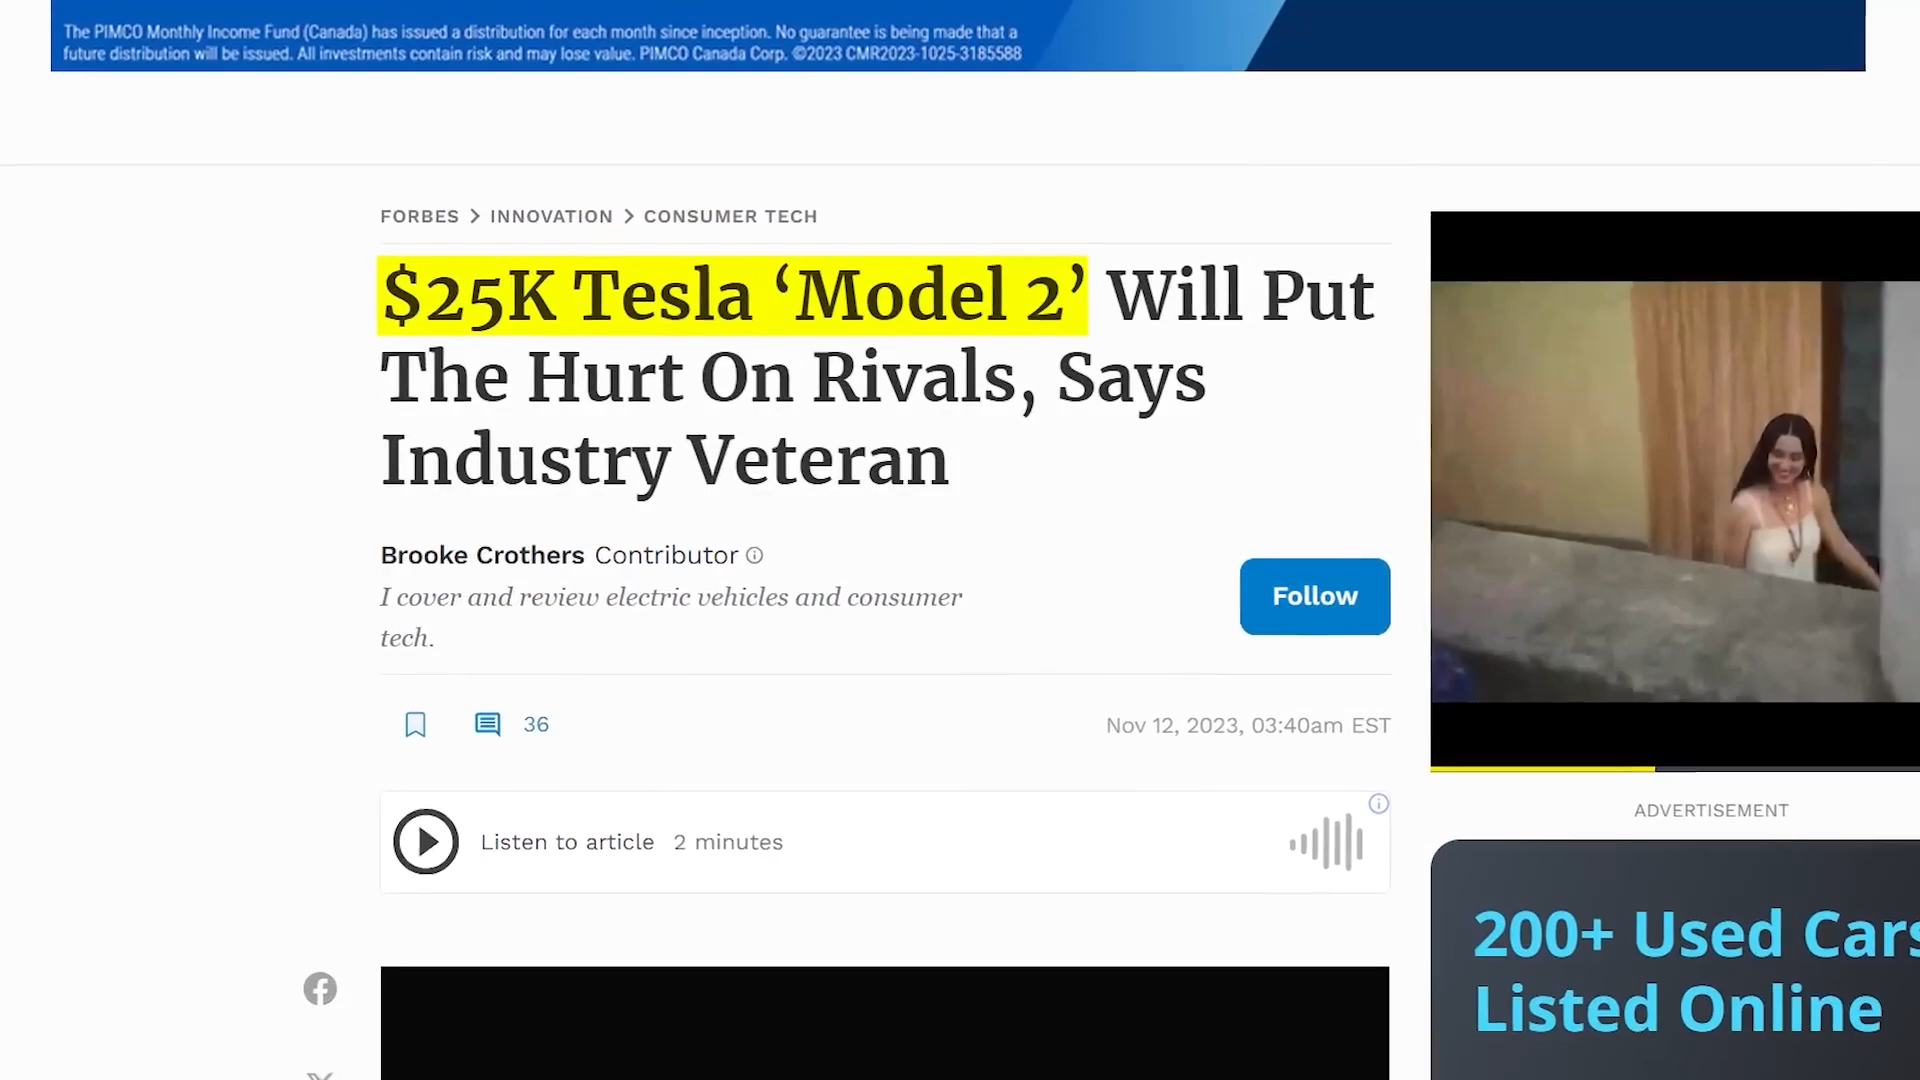 The PIMCO Monthly Income Fund (Canada) has issued a distribution for each month since inception. No guarantee is being made that a
future distribution will be issued. All investments contain risk and may lose value. PIMCO Canada Corp. ©2023 CMR2023-1025-3185588
FORBES > INNOVATION > CONSUMER TECH
$25K Tesla ‘Model 2’ Will Put
The Hurt On Rivals, Says
Industry Veteran
Brooke Crothers Contributor
I cover and review electric vehicles and consumer
tech.
Follow
36
Nov 12, 2023, 03:40am EST
Listen to article 2 minutes
ADVERTISEMENT
200+ Used Cars
Listed Online